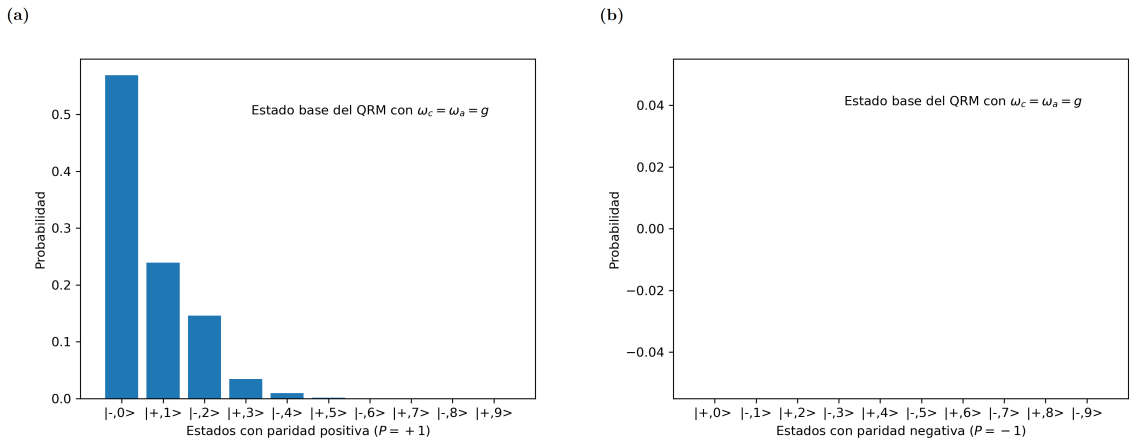 (a)
Estado base del QRM con ω_c = ω_a = g
Probabilidad
0.5
0.4
0.3
0.2
0.1
0.0
|-,0> |+,1> |-,2> |+,3> |-,4> |+,5> |-,6> |+,7> |-,8> |+,9>
Estados con paridad positiva (P = +1)
(b)
Estado base del QRM con ω_c = ω_a = g
Probabilidad
0.04
0.02
0.00
−0.02
−0.04
|+,0> |-,1> |+,2> |-,3> |+,4> |-,5> |+,6> |-,7> |+,8> |-,9>
Estados con paridad negativa (P = −1)